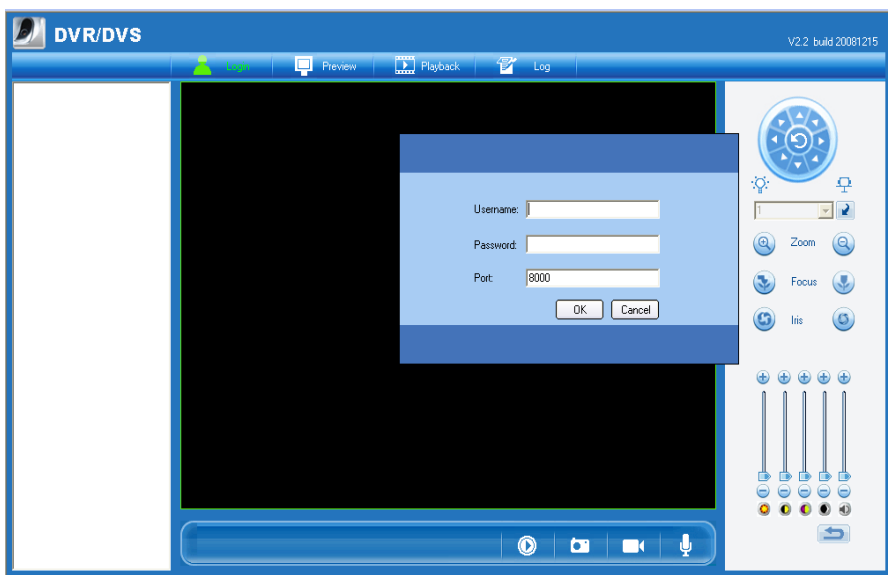 DVR/DVS
V2.2 build 20081215
Login
Preview
Playback
Log
Username:
Password:
Port:
8000
OK
Cancel
1
Zoom
Focus
Iris